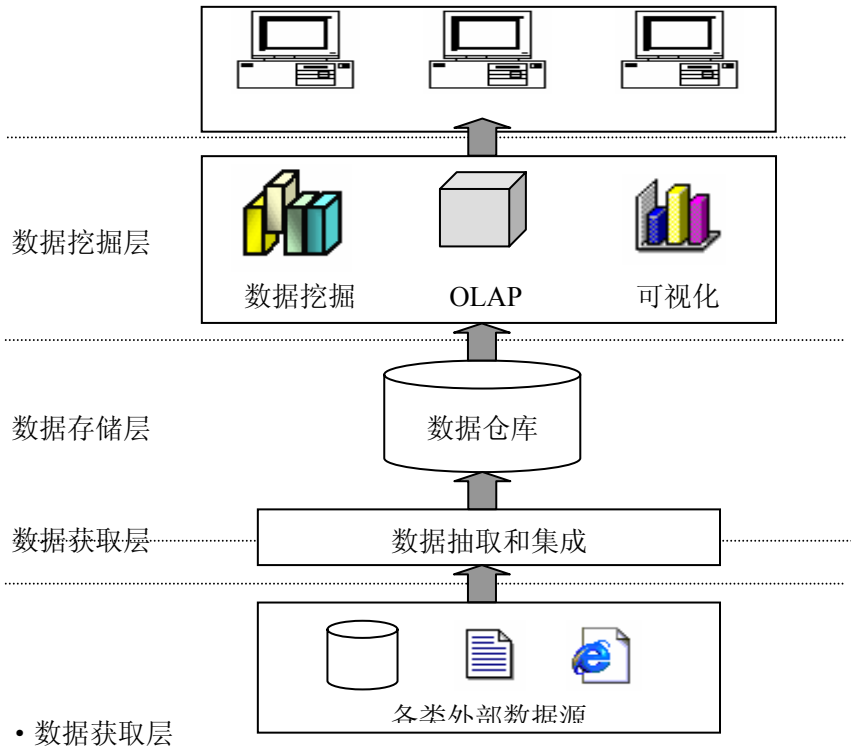 数据挖掘层
数据挖掘 OLAP 可视化
数据存储层
数据仓库
数据获取层
数据抽取和集成
各类外部数据源
•数据获取层